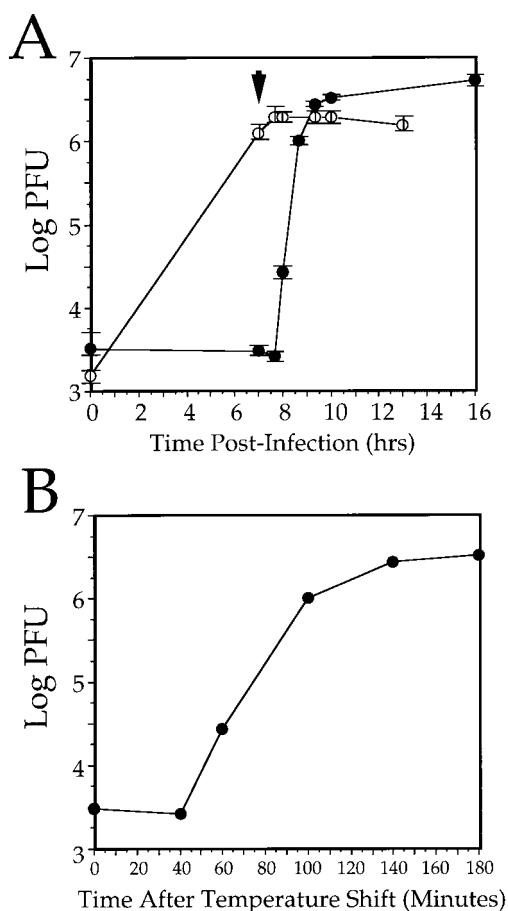 A
7
6
5
4
3
Log PFU
0 2 4 6 8 10 12 14 16
Time Post-Infection (hrs)
B
7
6
5
4
3
Log PFU
0 20 40 60 80 100 120 140 160 180
Time After Temperature Shift (Minutes)